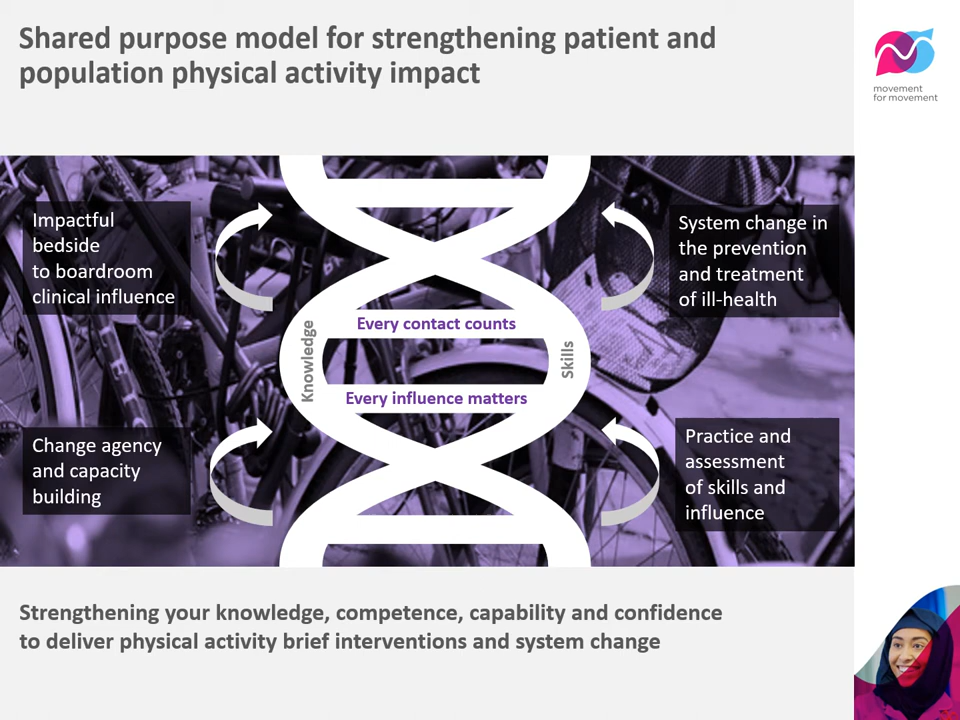 Shared purpose model for strengthening patient and
population physical activity impact
movement
for movement
Impactful
bedside
to boardroom
clinical influence
System change in
the prevention
and treatment
of ill-health
Every contact counts
Knowledge
Skills
Every influence matters
Change agency
and capacity
building
Practice and
assessment
of skills and
influence
Strengthening your knowledge, competence, capability and confidence
to deliver physical activity brief interventions and system change